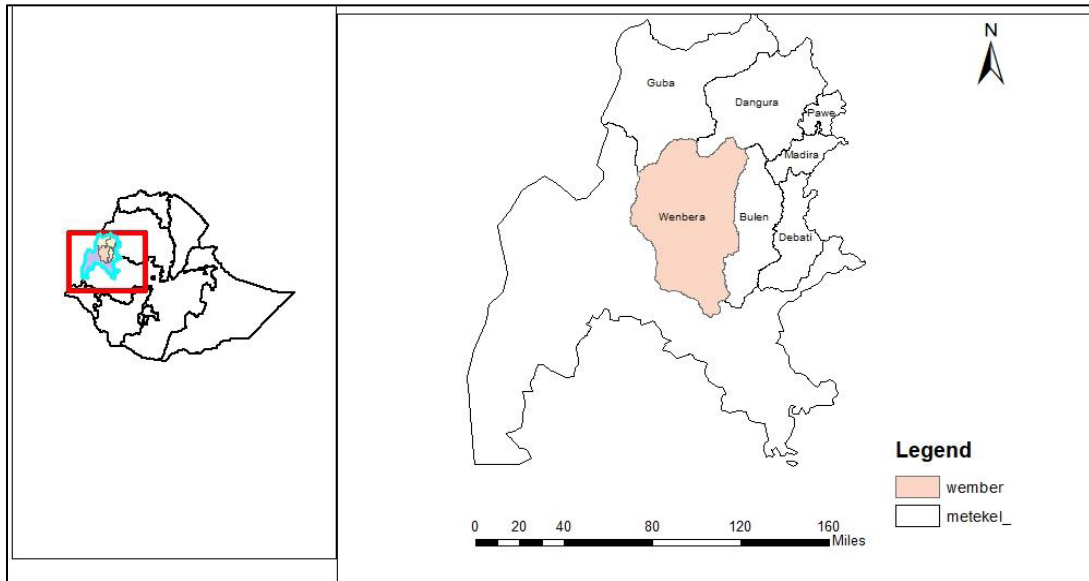 N
Guba
Dangura
Pawe
Madira
Wenbera
Bulen
Debati
Legend
wember
metekel_
0 20 40 80 120 160
Miles